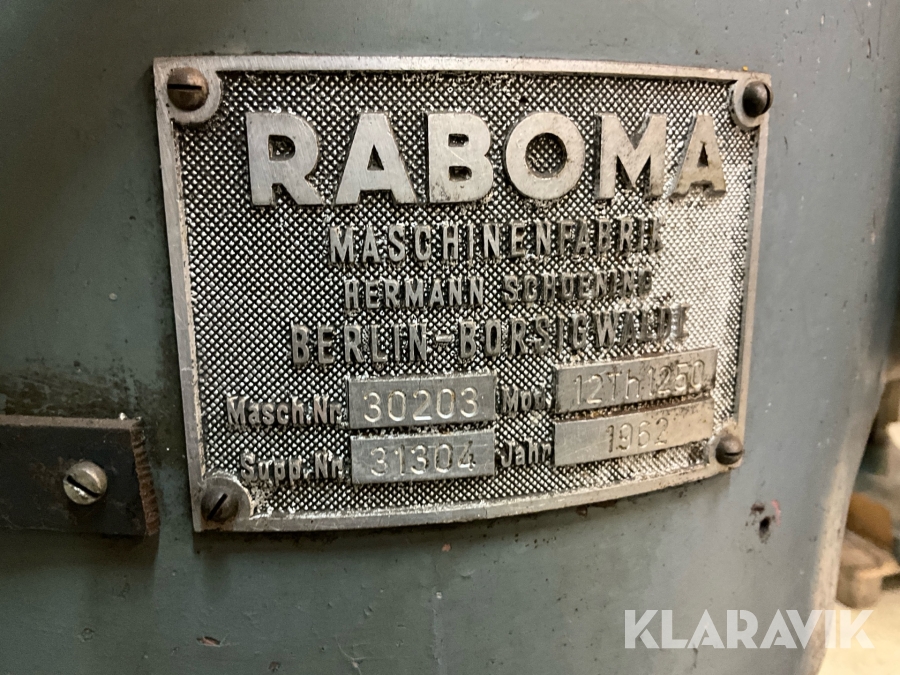 RABOMA
MASCHINENFABRIK
HERMANN SCHOENING
BERLIN-BORSIGWALDE
Masch.Nr. 30203 Mod. 12Th1250
Supp.Nr. 31304 Jahr 1962
KLARAVIK